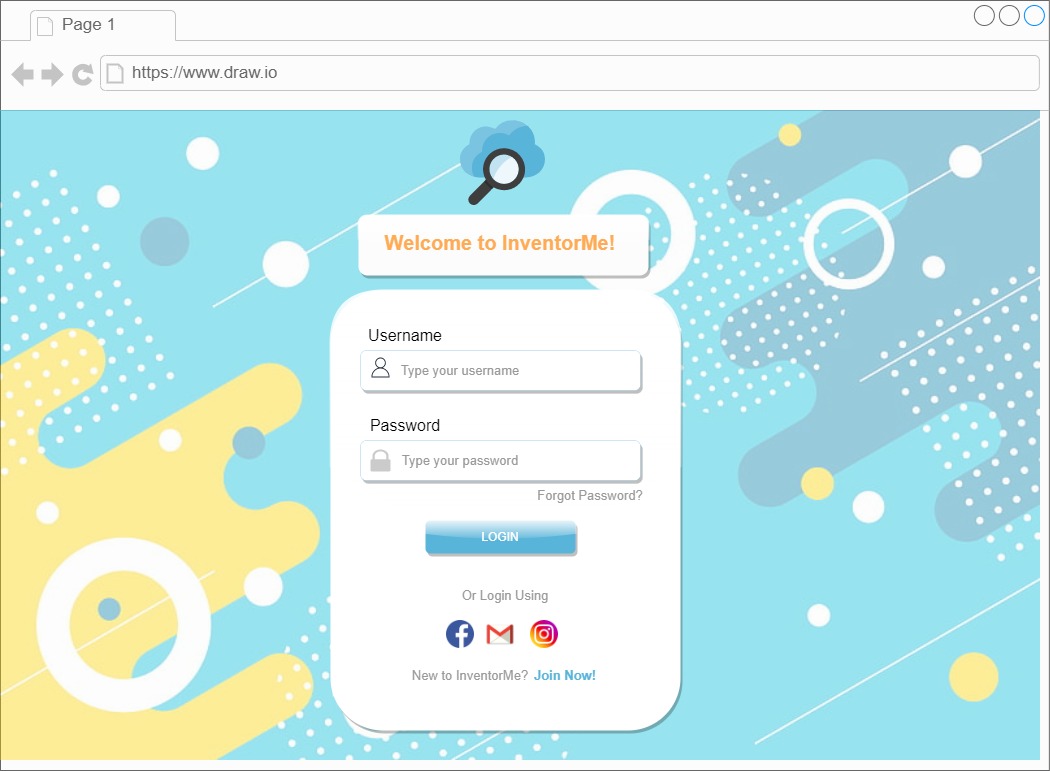 Page 1
https://www.draw.io
Welcome to InventorMe!
Username
Type your username
Password
Type your password
Forgot Password?
LOGIN
Or Login Using
New to InventorMe? Join Now!